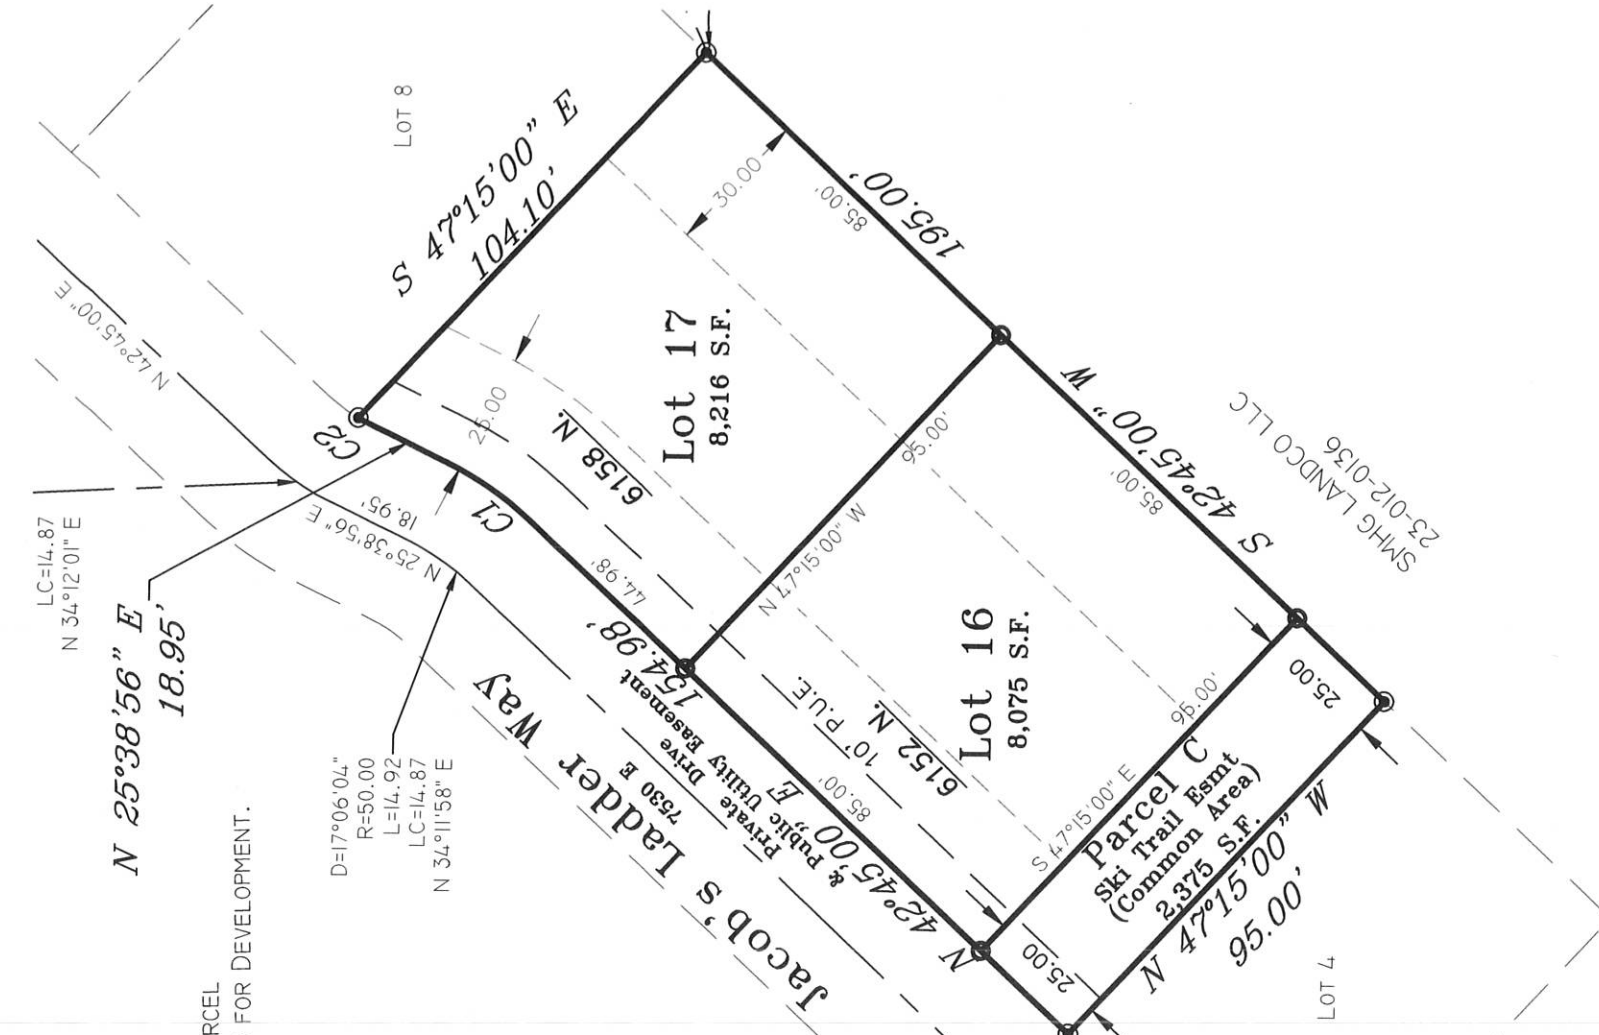 LOT 8
S 47°15'00" E
104.10'
N 42°45'00" E
LC=14.87
N 34°12'01" E
N 25°38'56" E
18.95'
C2
N 25°38'56" E
18.95'
C1
25.00
30.00
85.00'
195.00'
Lot 17
8,216 S.F.
6158 N.
44.98'
154.98'
N 47°15'00" W
95.00'
D=17°06'04"
R=50.00
L=14.92
LC=14.87
N 34°11'58" E
RCEL
FOR DEVELOPMENT.
Jacob's Ladder Way
7530 E
Private Drive
& Public Utility Easement
N 42°45'00" E
85.00'
10' P.U.E.
6152 N.
Lot 16
8,075 S.F.
S 42°45'00" W
85.00'
SMHG LANDCO LLC
23-0012-0136
S 47°15'00" E
95.00'
Parcel C
Ski Trail Esmt
(Common Area)
2,375 S.F.
25.00
25.00
N 47°15'00" W
95.00'
LOT 4